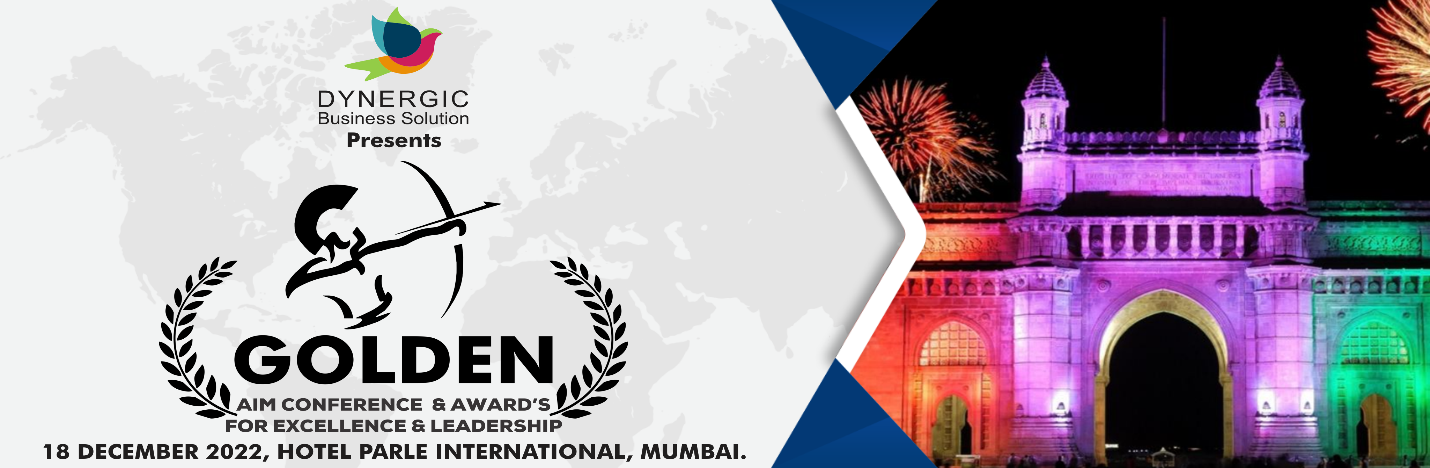 DYNERGIC
Business Solution
Presents
GOLDEN
AIM CONFERENCE & AWARD'S
FOR EXCELLENCE & LEADERSHIP
18 DECEMBER 2022, HOTEL PARLE INTERNATIONAL, MUMBAI.